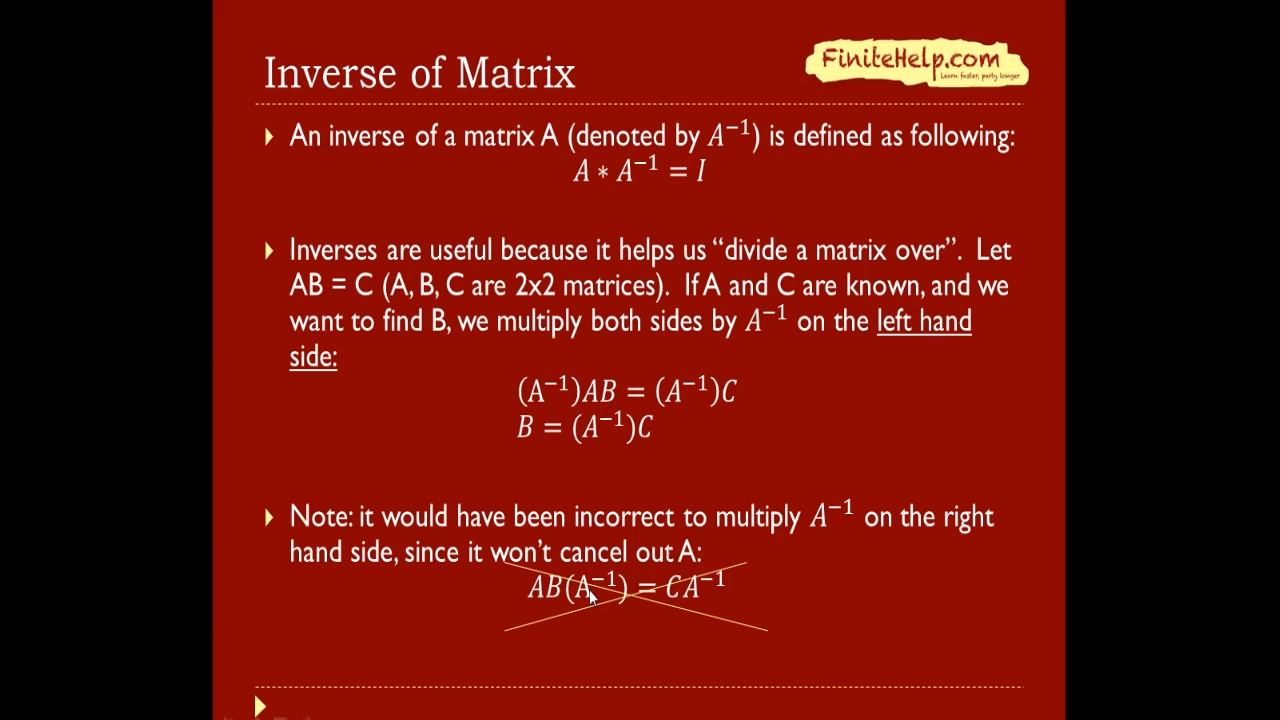 Inverse of Matrix
FiniteHelp.com
Learn faster, party longer
An inverse of a matrix A (denoted by A⁻¹) is defined as following:
A ∗ A⁻¹ = I
Inverses are useful because it helps us “divide a matrix over”. Let
AB = C (A, B, C are 2x2 matrices). If A and C are known, and we
want to find B, we multiply both sides by A⁻¹ on the left hand
side:
(A⁻¹)AB = (A⁻¹)C
B = (A⁻¹)C
Note: it would have been incorrect to multiply A⁻¹ on the right
hand side, since it won’t cancel out A:
AB(A⁻¹) = CA⁻¹